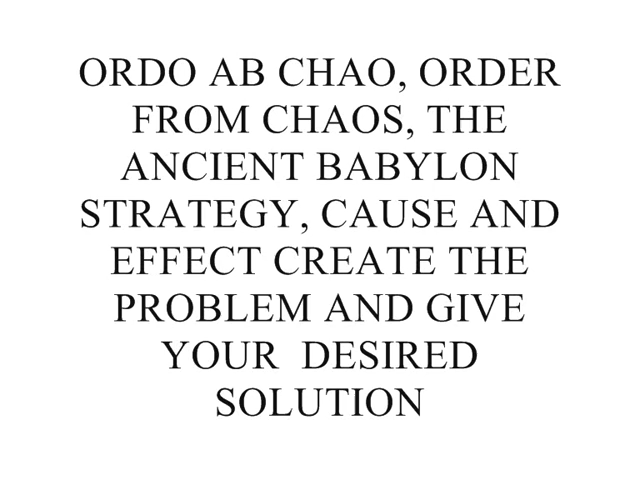 ORDO AB CHAO, ORDER
FROM CHAOS, THE
ANCIENT BABYLON
STRATEGY, CAUSE AND
EFFECT CREATE THE
PROBLEM AND GIVE
YOUR  DESIRED
SOLUTION